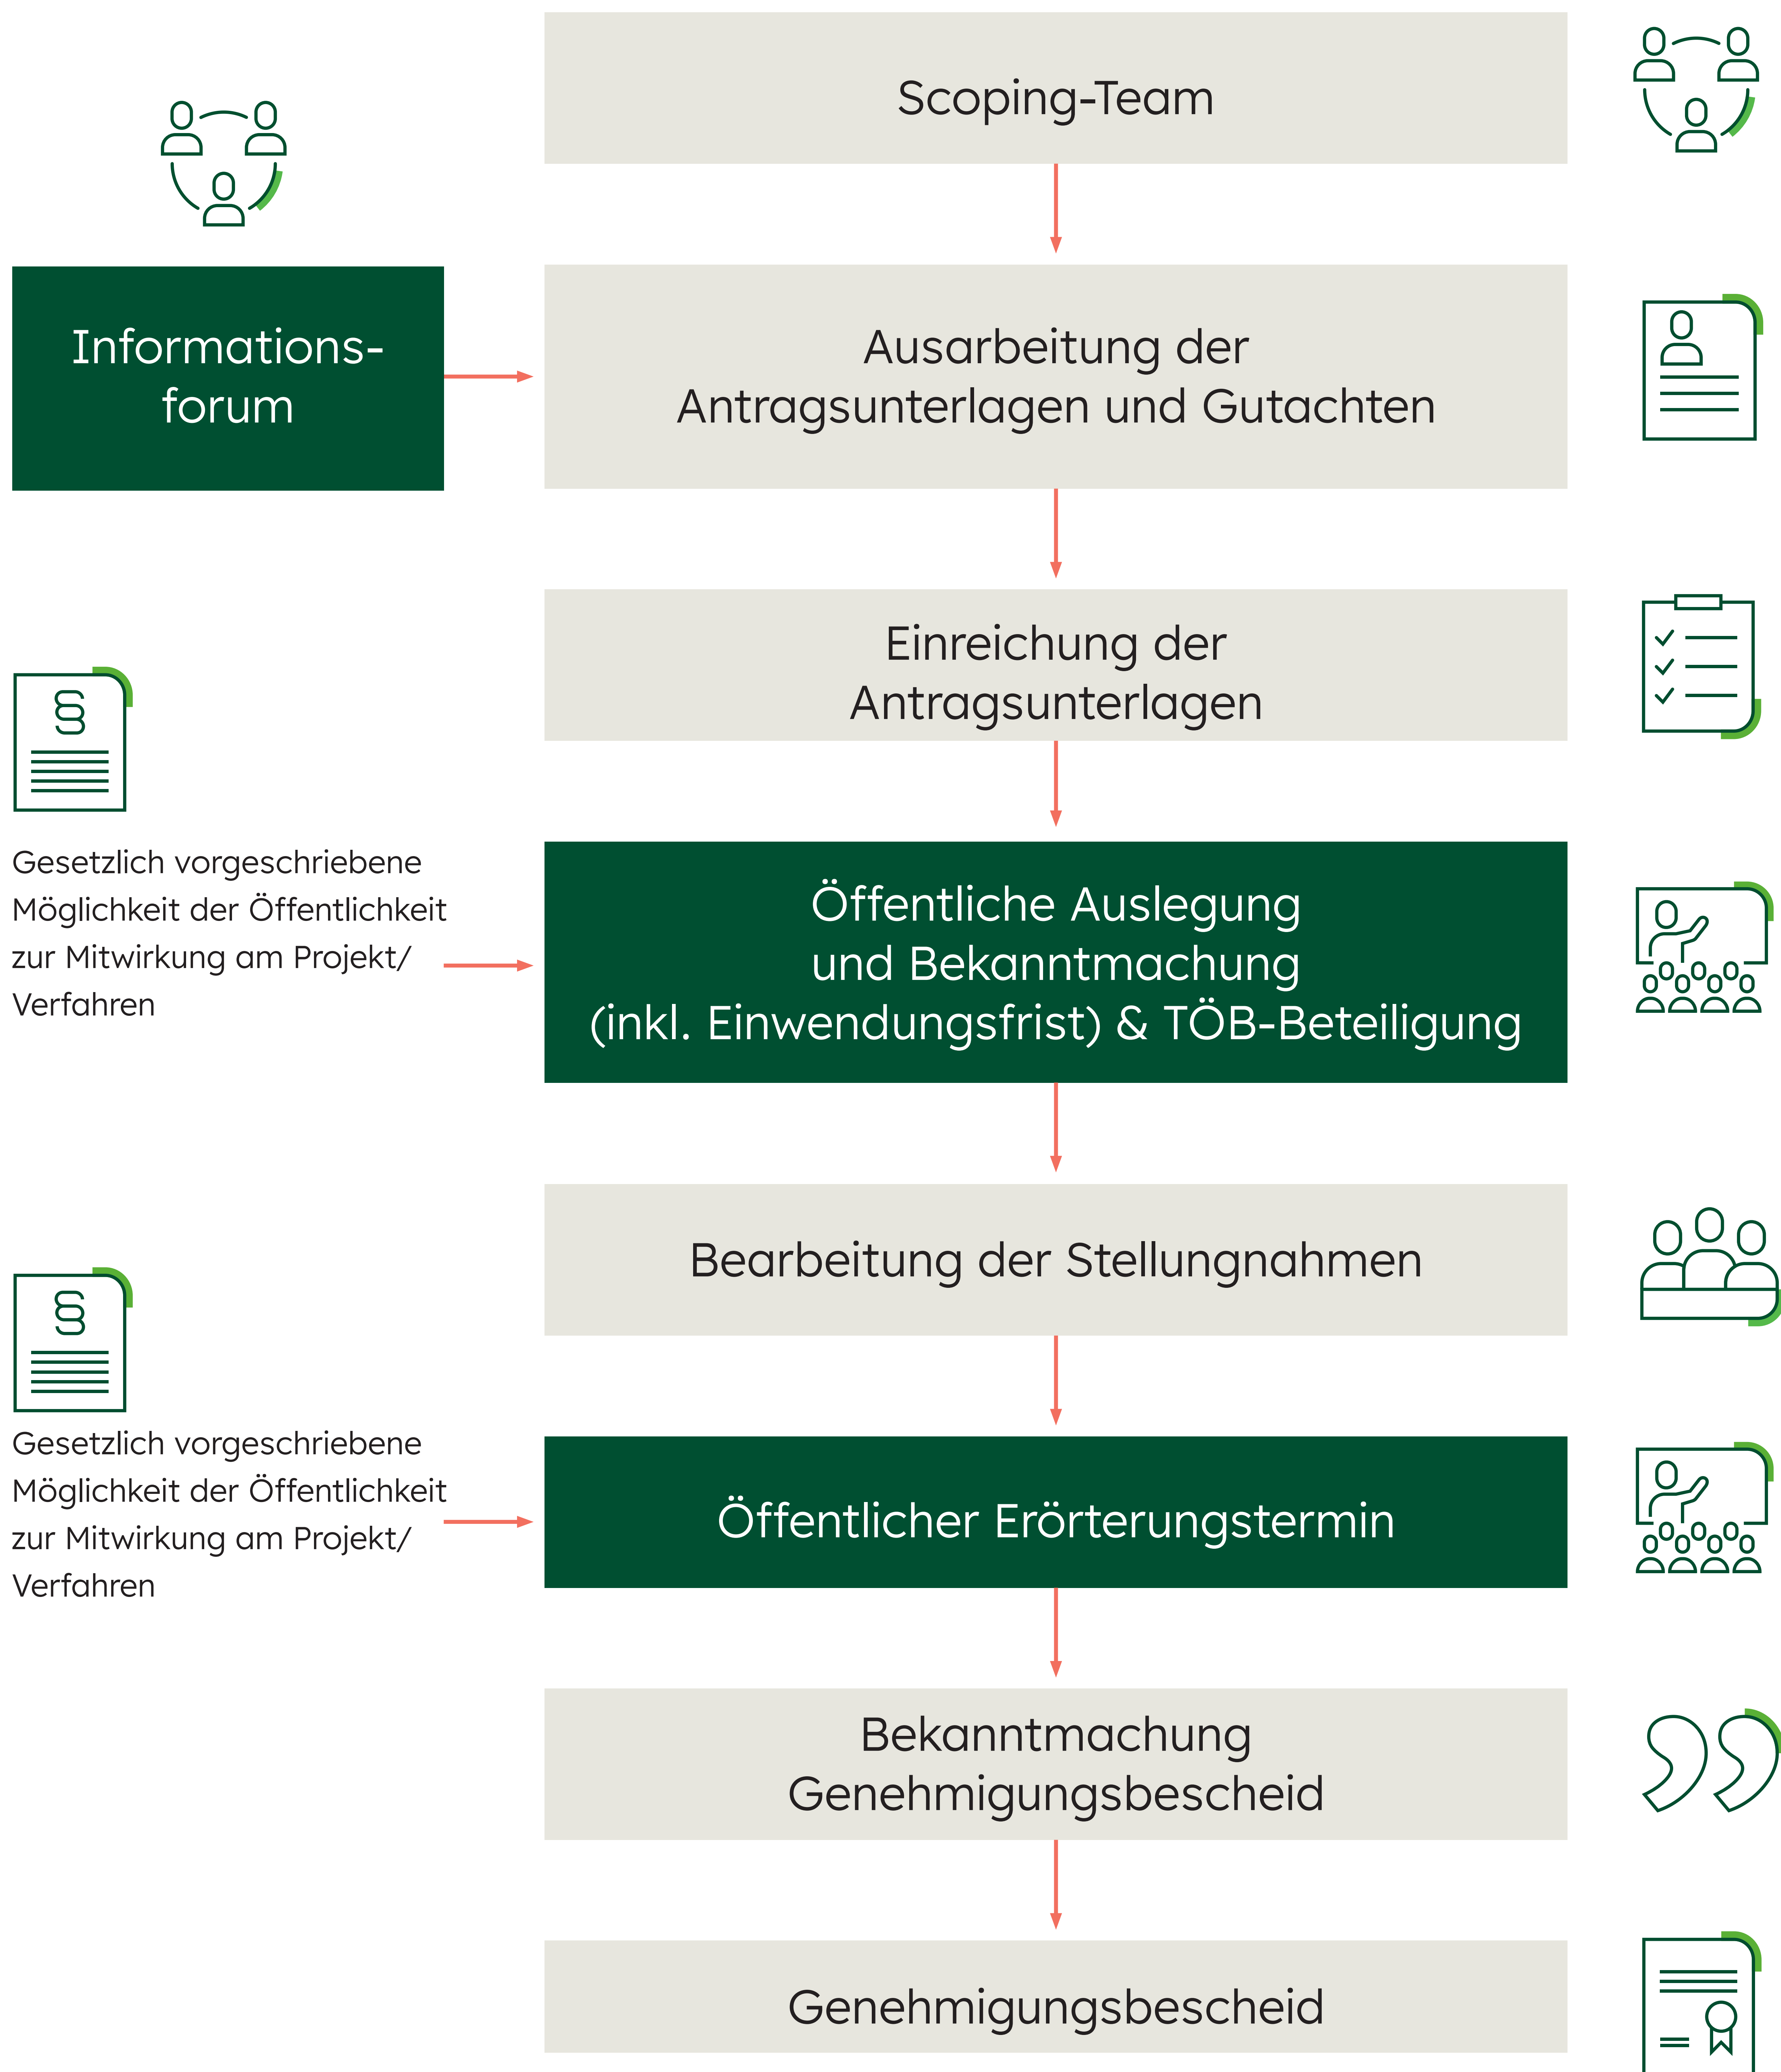 Scoping-Team
Informations-
forum
Ausarbeitung der
Antragsunterlagen und Gutachten
Einreichung der
Antragsunterlagen
§
Gesetzlich vorgeschriebene
Möglichkeit der Öffentlichkeit
zur Mitwirkung am Projekt/
Verfahren
Öffentliche Auslegung
und Bekanntmachung
(inkl. Einwendungsfrist) & TÖB-Beteiligung
Bearbeitung der Stellungnahmen
§
Gesetzlich vorgeschriebene
Möglichkeit der Öffentlichkeit
zur Mitwirkung am Projekt/
Verfahren
Öffentlicher Erörterungstermin
Bekanntmachung
Genehmigungsbescheid
Genehmigungsbescheid